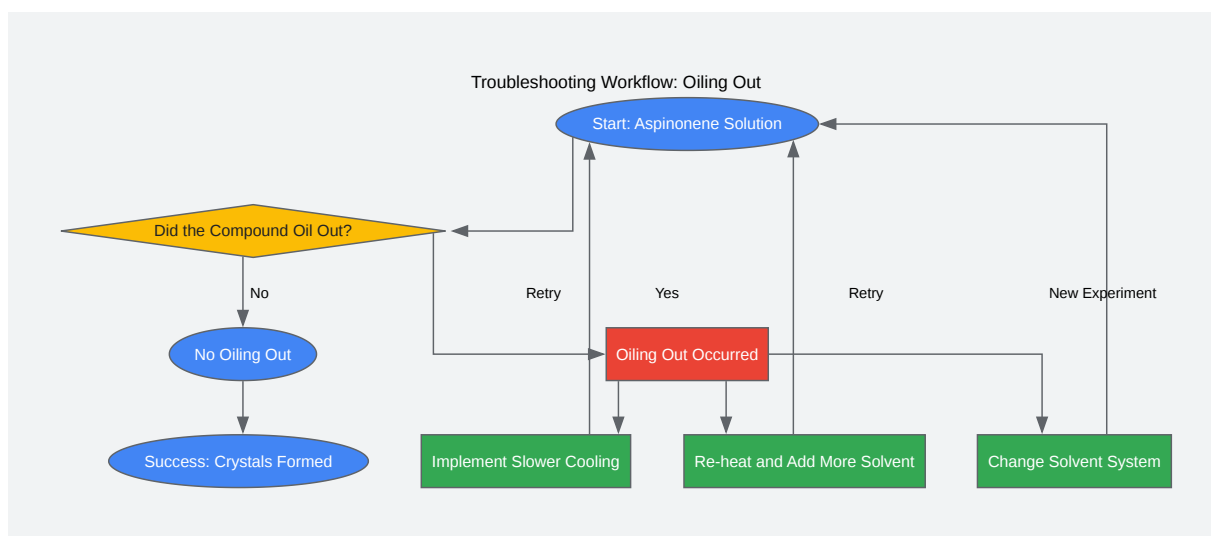 Troubleshooting Workflow: Oiling Out
Start: Aspinonene Solution
Did the Compound Oil Out?
No
Retry
Yes
Retry
New Experiment
No Oiling Out
Oiling Out Occurred
Success: Crystals Formed
Implement Slower Cooling
Re-heat and Add More Solvent
Change Solvent System